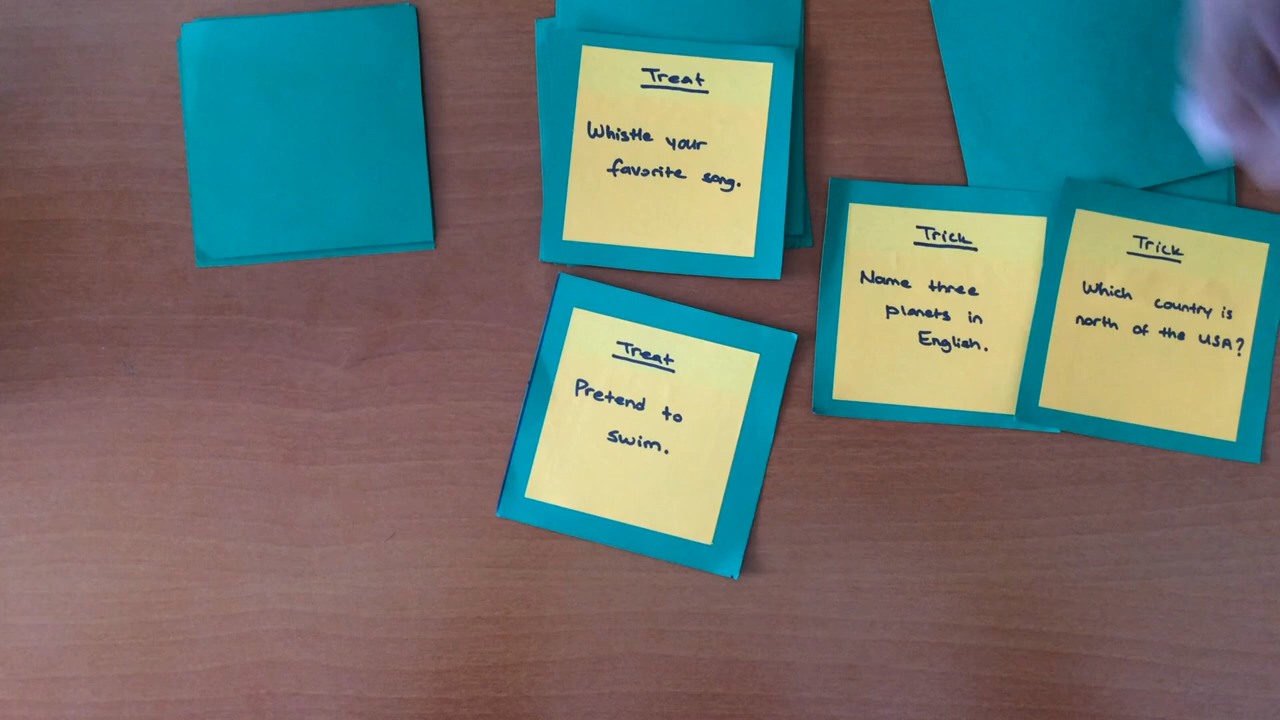 Treat
Whistle your
favorite song.
Treat
Pretend to
swim.
Trick
Name three
planets in
English.
Trick
Which country is
north of the USA?